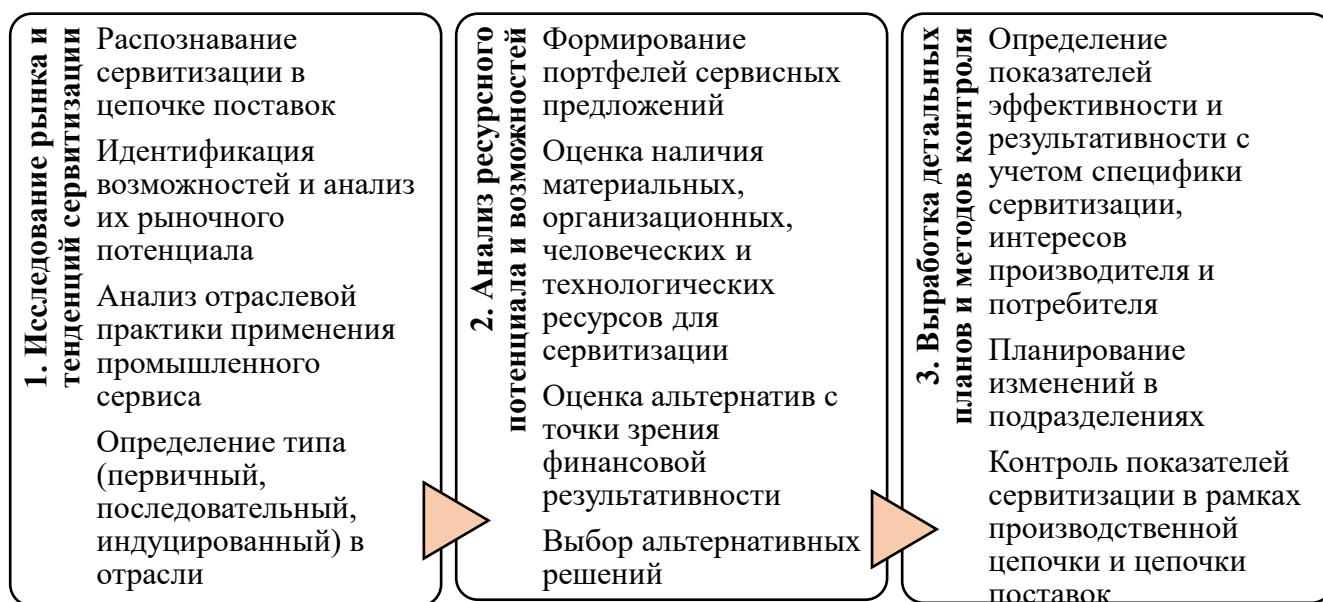 1. Исследование рынка и
тенденций сервитизации
Распознавание
сервитизации в
цепочке поставок
Идентификация
возможностей и анализ
их рыночного
потенциала
Анализ отраслевой
практики применения
промышленного
сервиса
Определение типа
(первичный,
последовательный,
индуцированный) в
отрасли
2. Анализ ресурсного
потенциала и возможностей
Формирование
портфелей сервисных
предложений
Оценка наличия
материальных,
организационных,
человеческих и
технологических
ресурсов для
сервитизации
Оценка альтернатив с
точки зрения
финансовой
результативности
Выбор альтернативных
решений
3. Выработка детальных
планов и методов контроля
Определение
показателей
эффективности и
результативности с
учетом специфики
сервитизации,
интересов
производителя и
потребителя
Планирование
изменений в
подразделениях
Контроль показателей
сервитизации в рамках
производственной
цепочки и цепочки
поставок